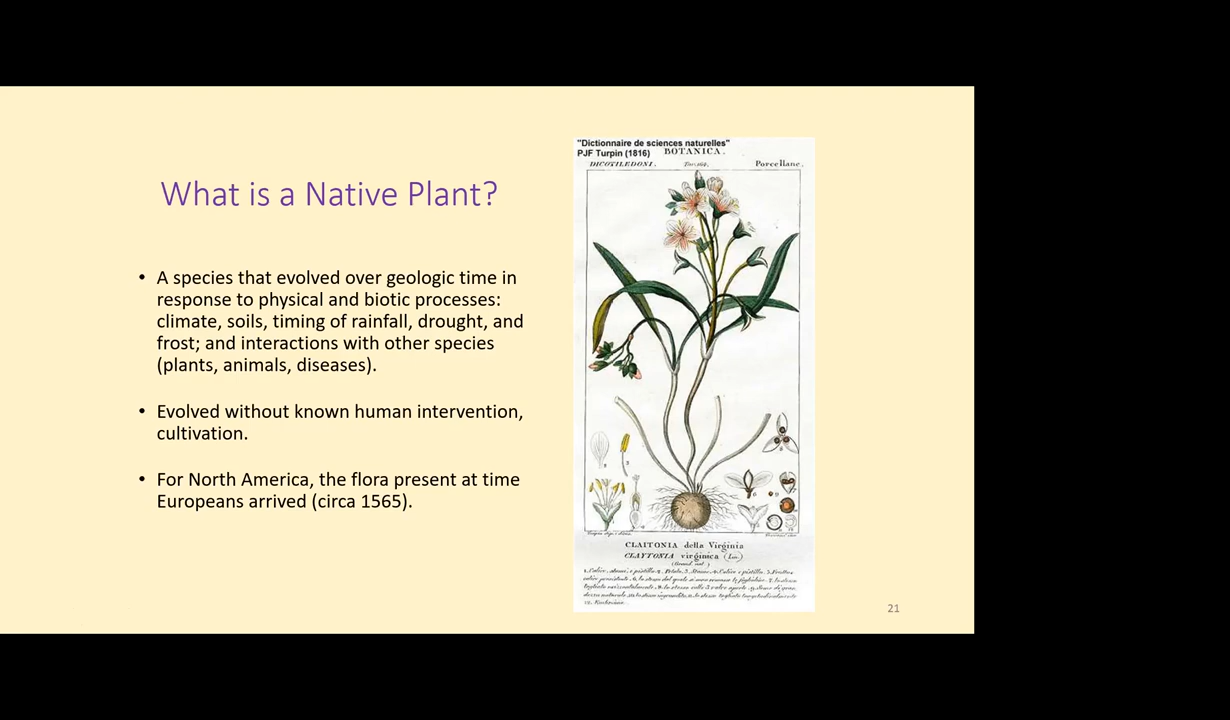 What is a Native Plant?
• A species that evolved over geologic time in
response to physical and biotic processes:
climate, soils, timing of rainfall, drought, and
frost; and interactions with other species
(plants, animals, diseases).
• Evolved without known human intervention,
cultivation.
• For North America, the flora present at time
Europeans arrived (circa 1565).
"Dictionnaire de sciences naturelles"
PJF Turpin (1816)
BOTANICA.
DICOTILEDONI.
Porcellane.
CLAITONIA della Virginia
CLAYTONIA virginica (Lin.)
21